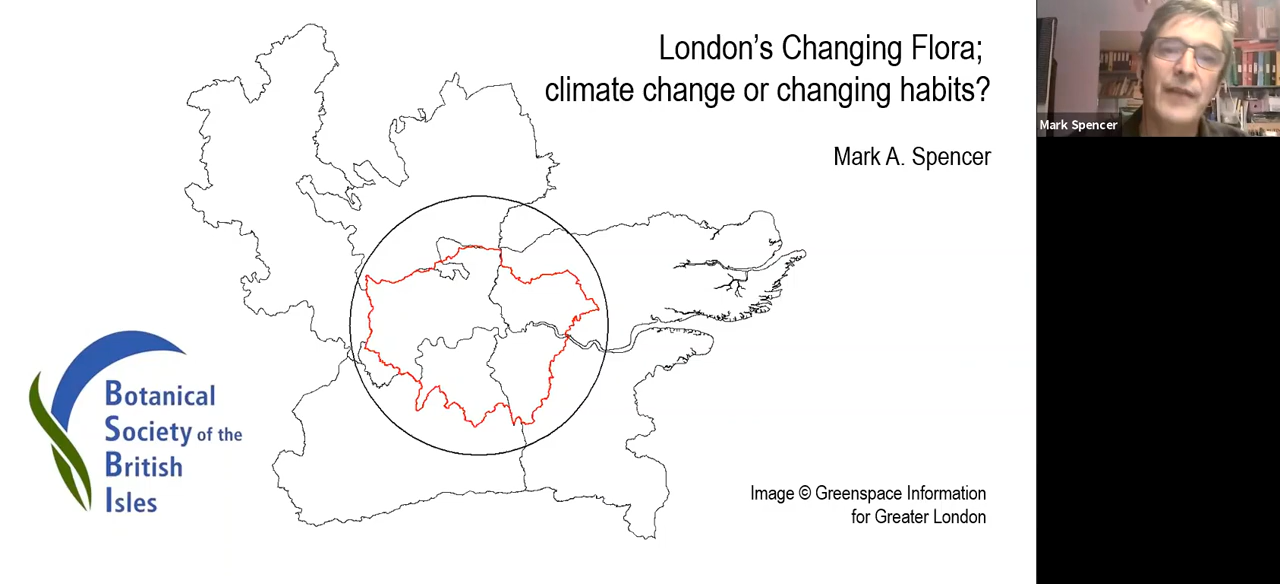 London's Changing Flora;
climate change or changing habits?
Mark A. Spencer
Mark Spencer
Botanical
Society of the
British
Isles
Image © Greenspace Information
for Greater London